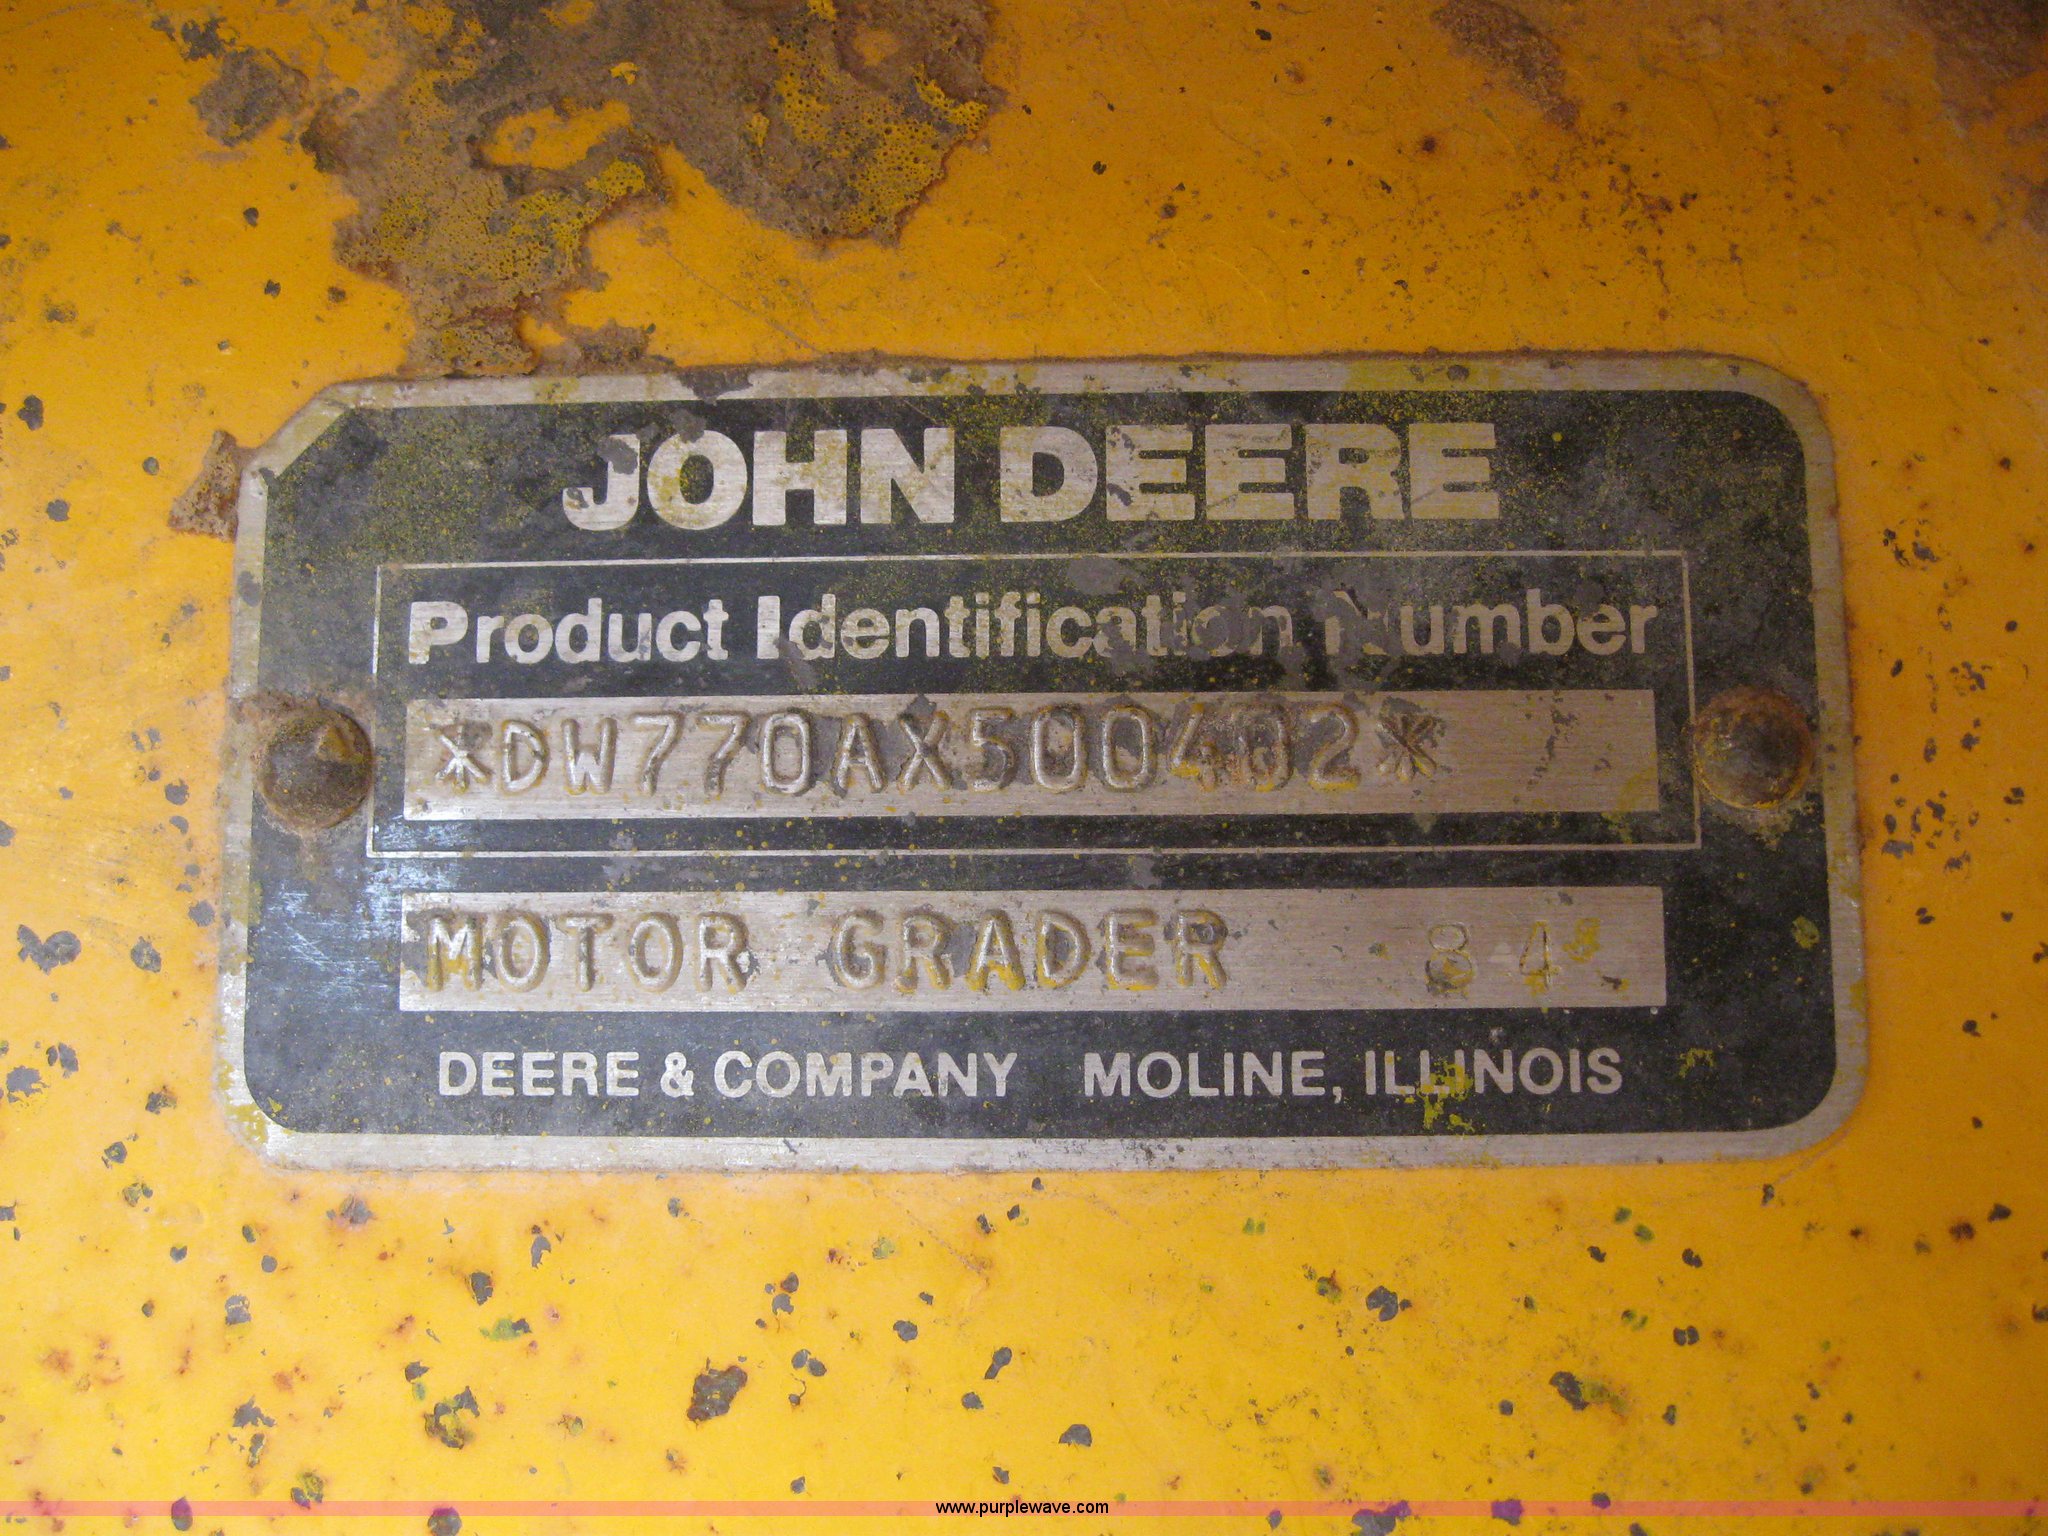 JOHN DEERE
Product Identification Number
*DW770AX500402*
MOTOR GRADER 84
DEERE & COMPANY MOLINE, ILLINOIS
www.purplewave.com